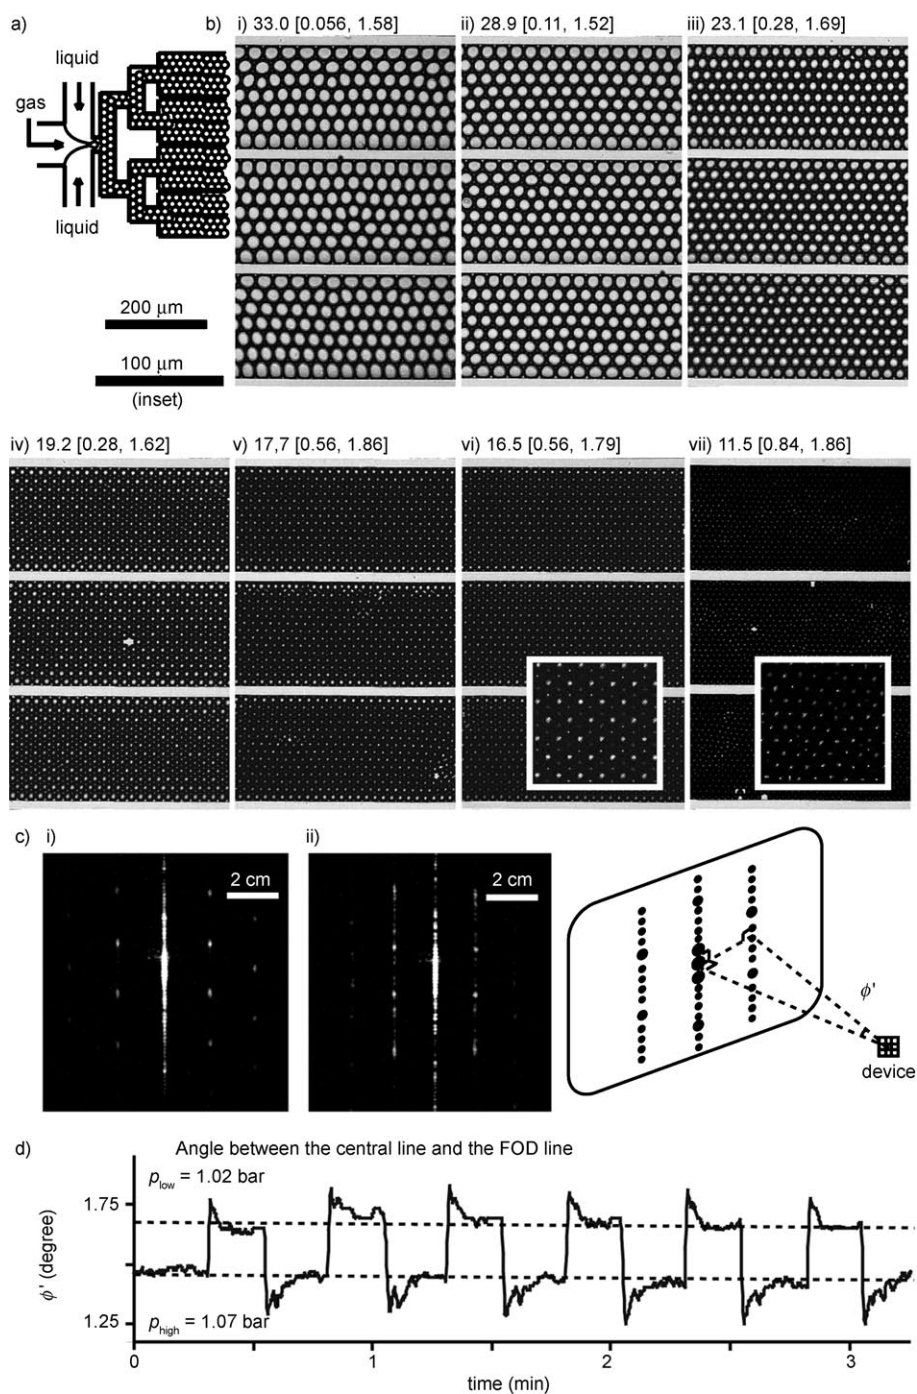 a)
b)
i) 33.0 [0.056, 1.58]
ii) 28.9 [0.11, 1.52]
iii) 23.1 [0.28, 1.69]
liquid
gas
liquid
200 μm
100 μm
(inset)
iv) 19.2 [0.28, 1.62]
v) 17,7 [0.56, 1.86]
vi) 16.5 [0.56, 1.79]
vii) 11.5 [0.84, 1.86]
c)
i)
ii)
2 cm
2 cm
ϕ'
device
d)
Angle between the central line and the FOD line
p_low = 1.02 bar
1.75
ϕ' (degree)
1.25
p_high = 1.07 bar
0
1
2
3
time (min)